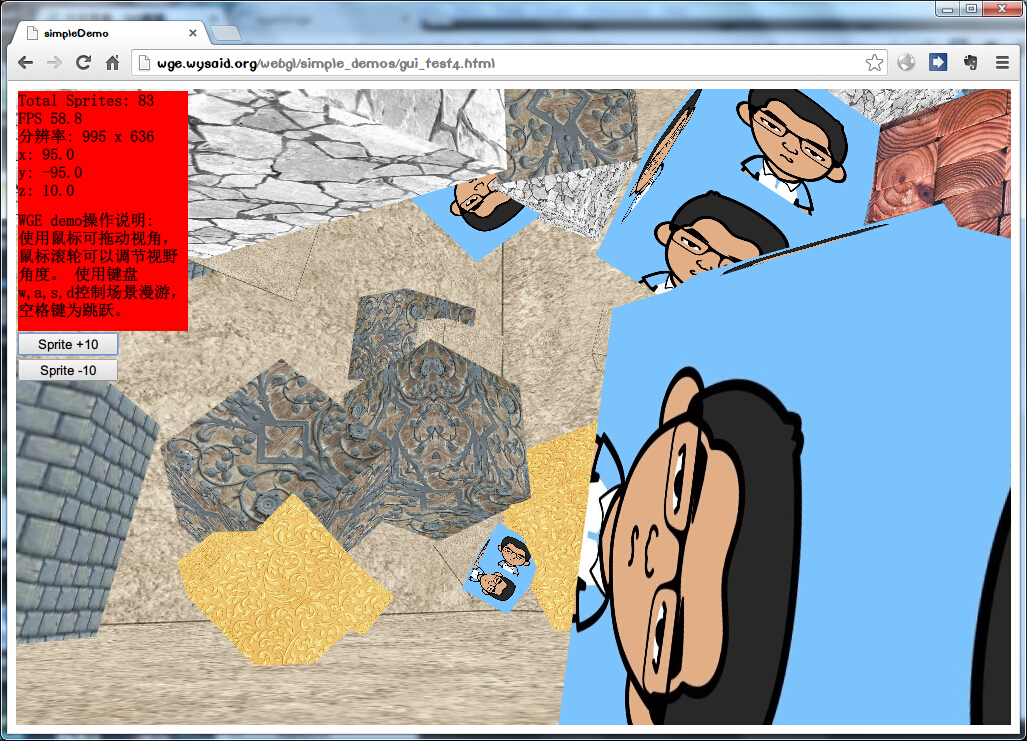 simpleDemo
wge.wysaid.org/webgl/simple_demos/gui_test4.html
Total Sprites: 83
FPS 58.8
分辨率: 995 x 636
x: 95.0
y: -95.0
z: 10.0
WGE demo操作说明:
使用鼠标可拖动视角,
鼠标滚轮可以调节视野
角度。 使用键盘
w,a,s,d控制场景漫游,
空格键为跳跃。
Sprite +10
Sprite -10